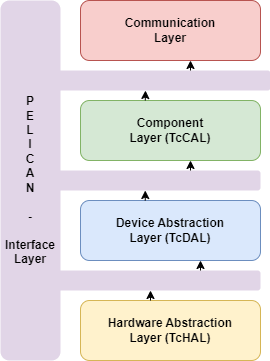 Communication
Layer
P
E
L
I
C
A
N
-
Interface
Layer
Component
Layer (TcCAL)
Device Abstraction
Layer (TcDAL)
Hardware Abstraction
Layer (TcHAL)